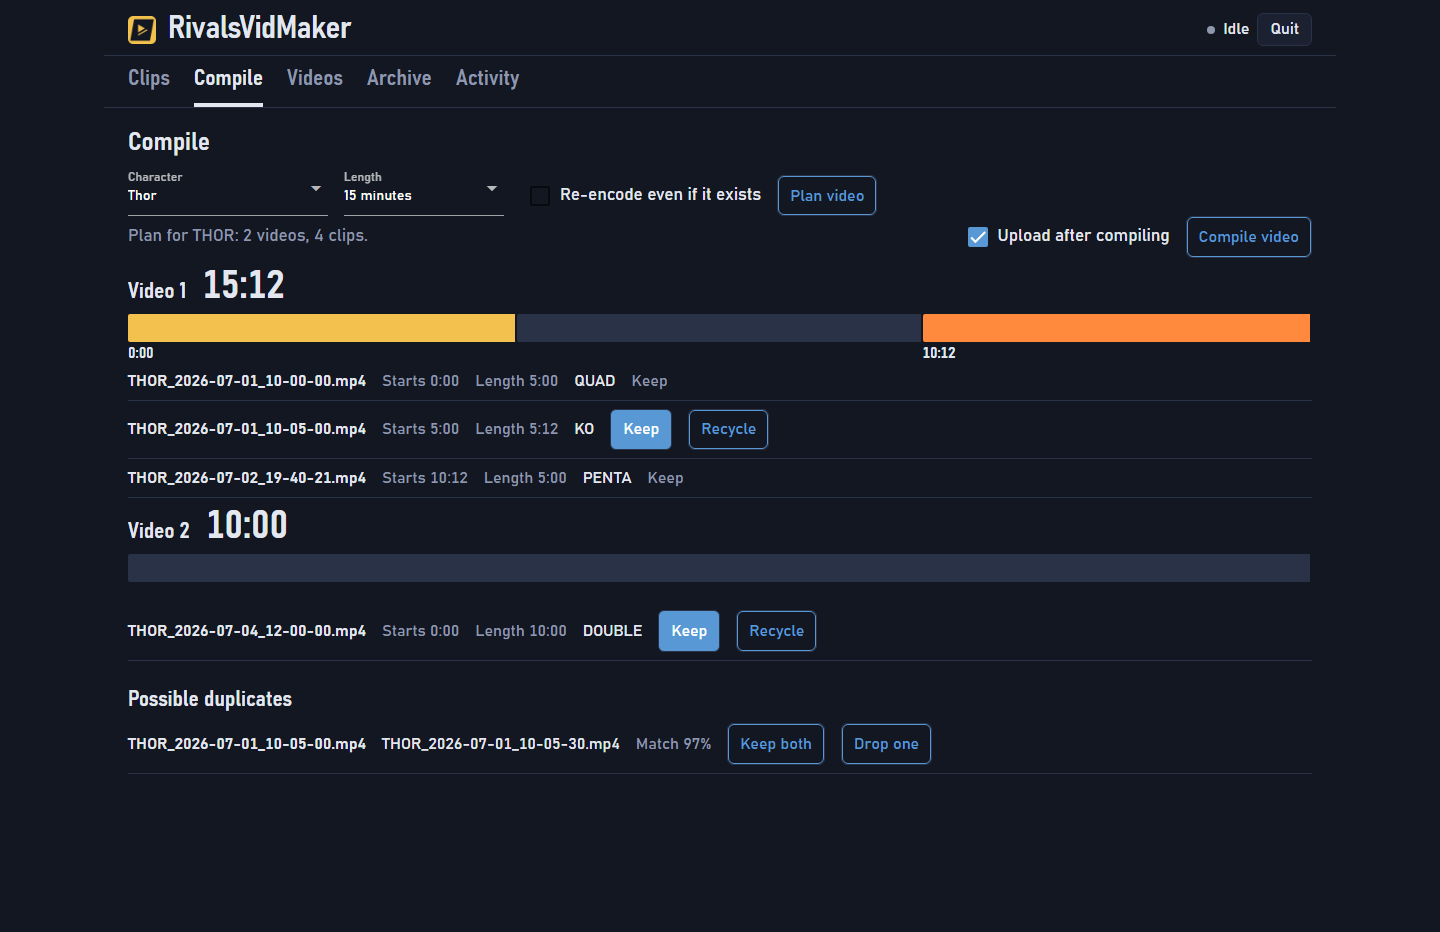 RivalsVidMaker
Idle
Quit
Clips
Compile
Videos
Archive
Activity
Compile
Character
Thor
Length
15 minutes
Re-encode even if it exists
Plan video
Plan for THOR: 2 videos, 4 clips.
Upload after compiling
Compile video
Video 1 15:12
0:00
10:12
THOR_2026-07-01_10-00-00.mp4 Starts 0:00 Length 5:00 QUAD Keep
THOR_2026-07-01_10-05-00.mp4 Starts 5:00 Length 5:12 KO Keep Recycle
THOR_2026-07-02_19-40-21.mp4 Starts 10:12 Length 5:00 PENTA Keep
Video 2 10:00
THOR_2026-07-04_12-00-00.mp4 Starts 0:00 Length 10:00 DOUBLE Keep Recycle
Possible duplicates
THOR_2026-07-01_10-05-00.mp4 THOR_2026-07-01_10-05-30.mp4 Match 97% Keep both Drop one